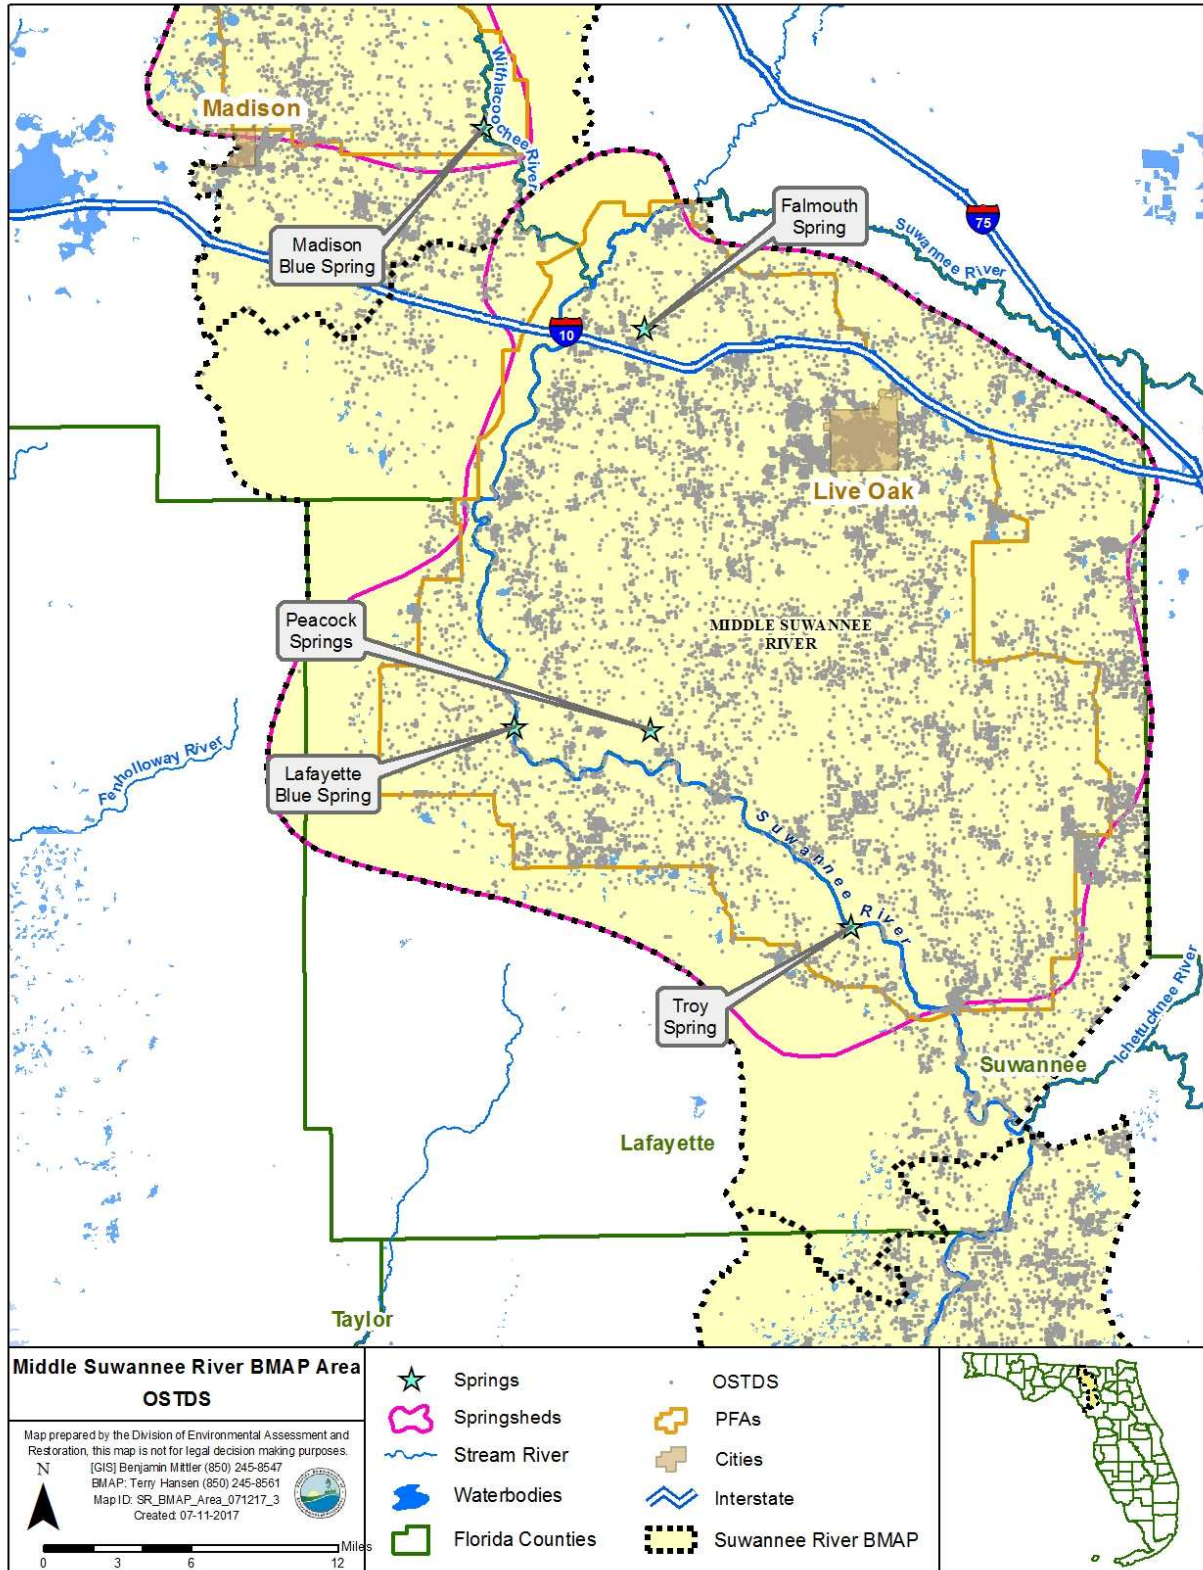 Withlacoochee River
Madison
Madison
Blue Spring
Falmouth
Spring
75
Suwannee River
10
Live Oak
Peacock
Springs
MIDDLE SUWANNEE
RIVER
Fenholloway River
Lafayette
Blue Spring
Suwannee River
Troy
Spring
Ichetucknee River
Suwannee
Lafayette
Taylor
Middle Suwannee River BMAP Area
OSTDS
Map prepared by the Division of Environmental Assessment and
Restoration, this map is not for legal decision making purposes.
N
[GIS] Benjamin Mittler (850) 245-8547
BMAP: Terry Hansen (850) 245-8561
Map ID: SR_BMAP_Area_071217_3
Created: 07-11-2017
Miles
0 3 6 12
Springs
Springsheds
Stream River
Waterbodies
Florida Counties
OSTDS
PFAs
Cities
Interstate
Suwannee River BMAP